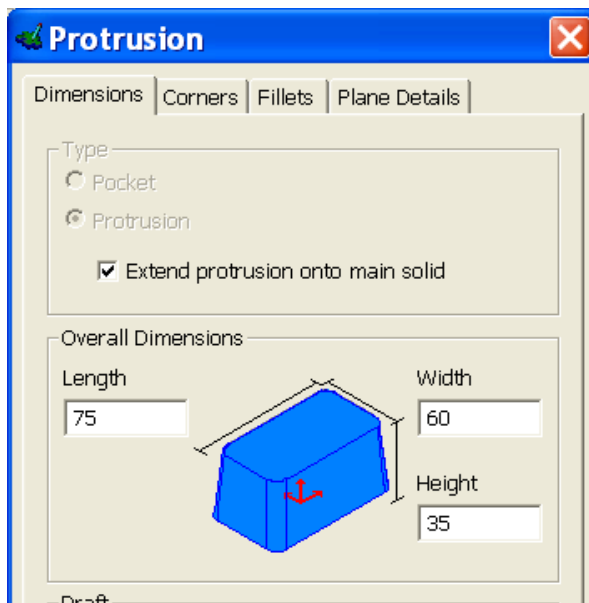 Protrusion
Dimensions Corners Fillets Plane Details
Type
Pocket
Protrusion
Extend protrusion onto main solid
Overall Dimensions
Length Width
75 60
Height
35
Draft